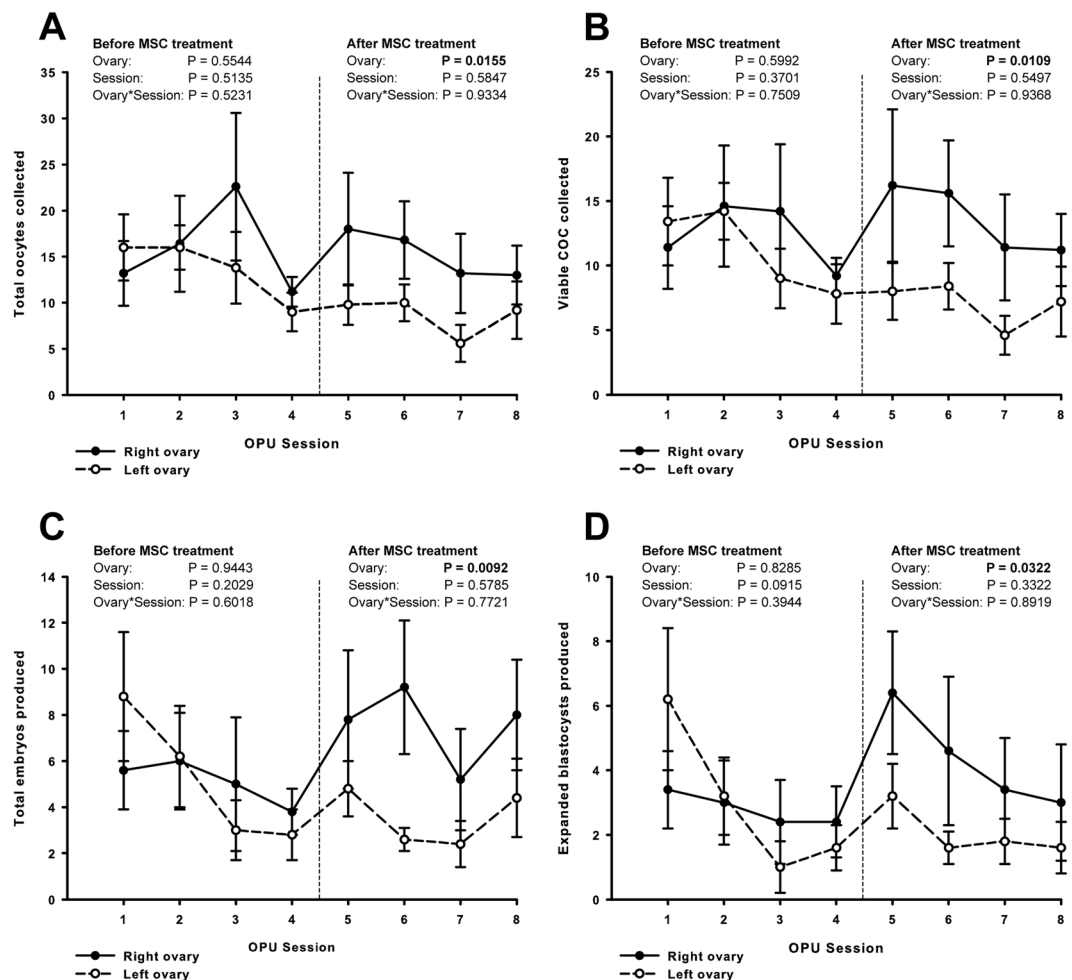 A
Before MSC treatment
Ovary: P = 0.5544
Session: P = 0.5135
Ovary*Session: P = 0.5231
After MSC treatment
Ovary: P = 0.0155
Session: P = 0.5847
Ovary*Session: P = 0.9334
Total oocytes collected
35
30
25
20
15
10
5
0
1 2 3 4 5 6 7 8
OPU Session
Right ovary
Left ovary
B
Before MSC treatment
Ovary: P = 0.5992
Session: P = 0.3701
Ovary*Session: P = 0.7509
After MSC treatment
Ovary: P = 0.0109
Session: P = 0.5497
Ovary*Session: P = 0.9368
Viable COC collected
25
20
15
10
5
0
1 2 3 4 5 6 7 8
OPU Session
Right ovary
Left ovary
C
Before MSC treatment
Ovary: P = 0.9443
Session: P = 0.2029
Ovary*Session: P = 0.6018
After MSC treatment
Ovary: P = 0.0092
Session: P = 0.5785
Ovary*Session: P = 0.7721
Total embryos produced
14
12
10
8
6
4
2
0
1 2 3 4 5 6 7 8
OPU Session
Right ovary
Left ovary
D
Before MSC treatment
Ovary: P = 0.8285
Session: P = 0.0915
Ovary*Session: P = 0.3944
After MSC treatment
Ovary: P = 0.0322
Session: P = 0.3322
Ovary*Session: P = 0.8919
Expanded blastocysts produced
10
8
6
4
2
0
1 2 3 4 5 6 7 8
OPU Session
Right ovary
Left ovary